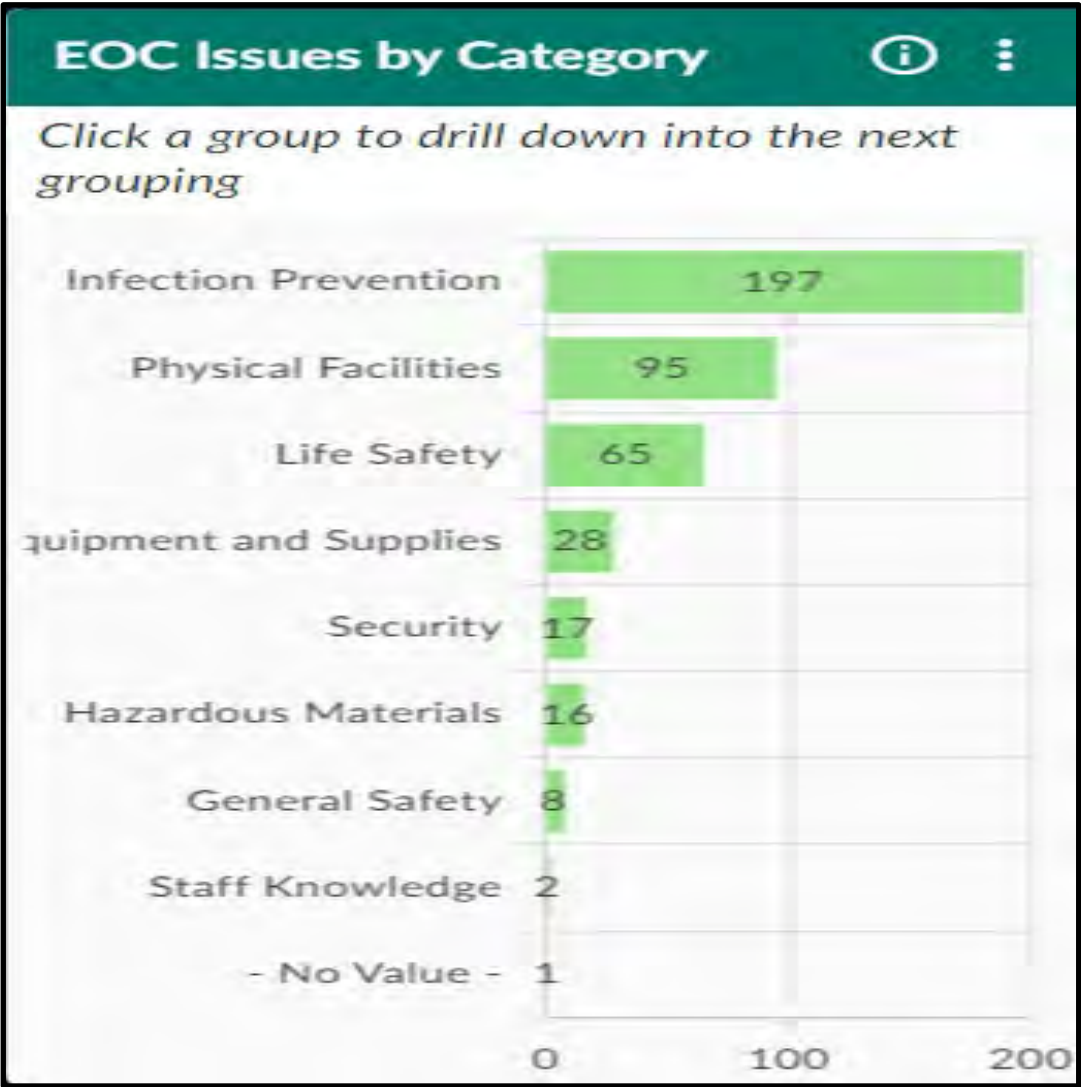 EOC Issues by Category
Click a group to drill down into the next
grouping
Infection Prevention 197
Physical Facilities 95
Life Safety 65
quipment and Supplies 28
Security 17
Hazardous Materials 16
General Safety 8
Staff Knowledge 2
- No Value - 1
0 100 200